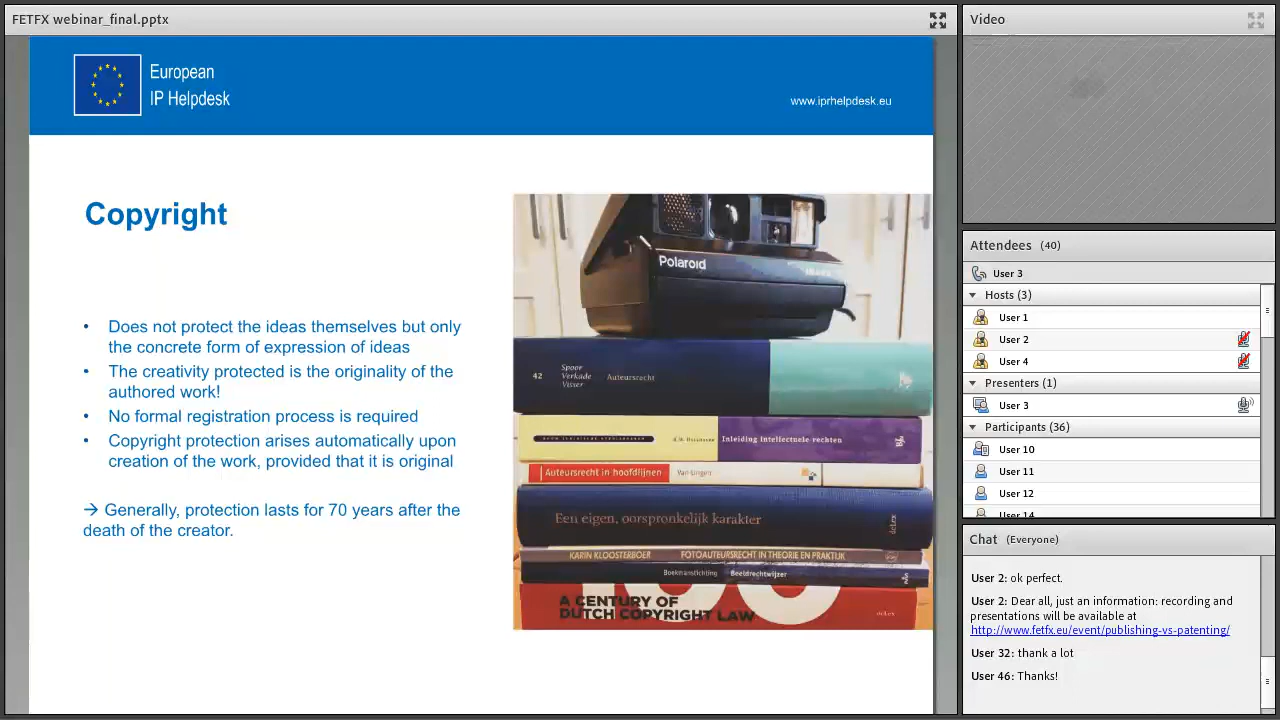 FETFX webinar_final.pptx
European
IP Helpdesk
www.iprhelpdesk.eu
Copyright
• Does not protect the ideas themselves but only
the concrete form of expression of ideas
• The creativity protected is the originality of the
authored work!
• No formal registration process is required
• Copyright protection arises automatically upon
creation of the work, provided that it is original
→ Generally, protection lasts for 70 years after the
death of the creator.
Polaroid
42
Spoor
Verkade
Visser
Auteursrecht
Inleiding intellectuele rechten
Auteursrecht in hoofdlijnen
Van Lingen
Een eigen, oorspronkelijk karakter
deLex
KARIN KLOOSTERBOER FOTOAUTEURSRECHT IN THEORIE EN PRAKTIJK
Boekmanstichting Beeldrechtwijzer
A CENTURY OF
DUTCH COPYRIGHT LAW
deLex
Video
Attendees (40)
User 3
Hosts (3)
User 1
User 2
User 4
Presenters (1)
User 3
Participants (36)
User 10
User 11
User 12
User 14
Chat (Everyone)
User 2: ok perfect.
User 2: Dear all, just an information: recording and
presentations will be available at
http://www.fetfx.eu/event/publishing-vs-patenting/
User 32: thank a lot
User 46: Thanks!